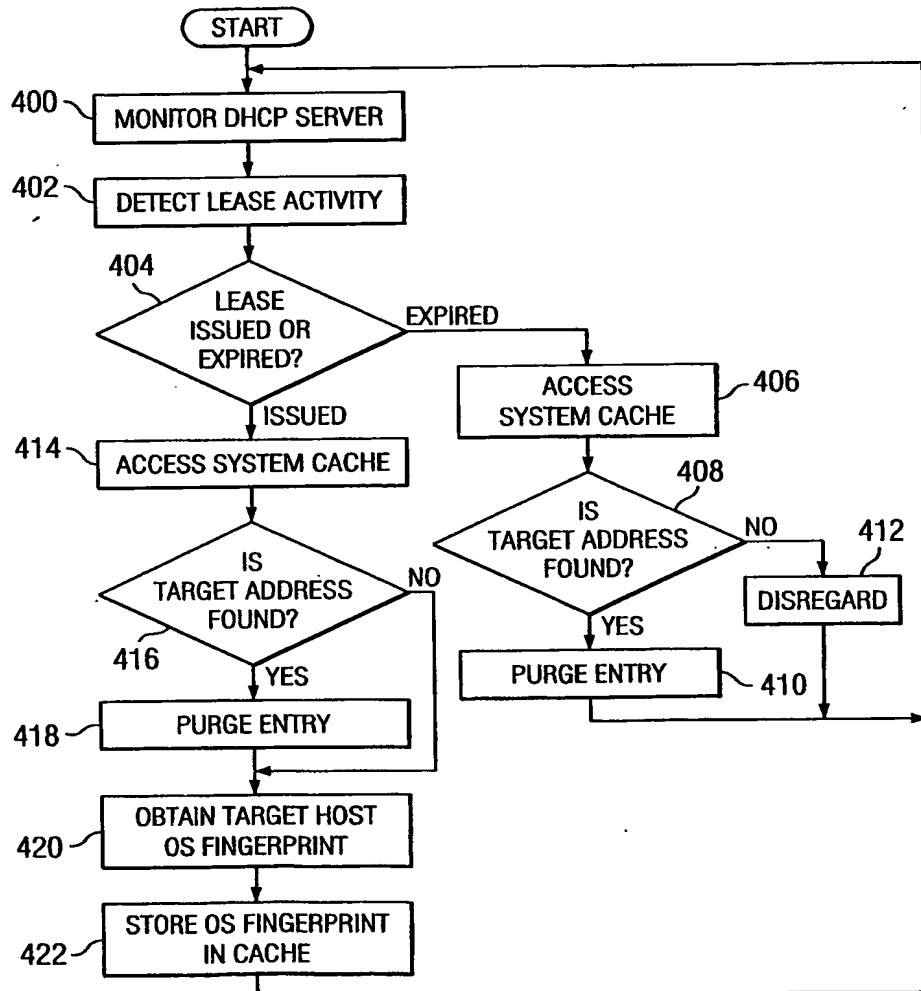 START
400
MONITOR DHCP SERVER
402
DETECT LEASE ACTIVITY
404
LEASE
ISSUED OR
EXPIRED?
EXPIRED
ISSUED
ACCESS
SYSTEM CACHE
406
414
ACCESS SYSTEM CACHE
408
IS
TARGET ADDRESS
FOUND?
NO
412
DISREGARD
YES
PURGE ENTRY
410
IS
TARGET ADDRESS
FOUND?
NO
416
YES
418
PURGE ENTRY
420
OBTAIN TARGET HOST
OS FINGERPRINT
422
STORE OS FINGERPRINT
IN CACHE